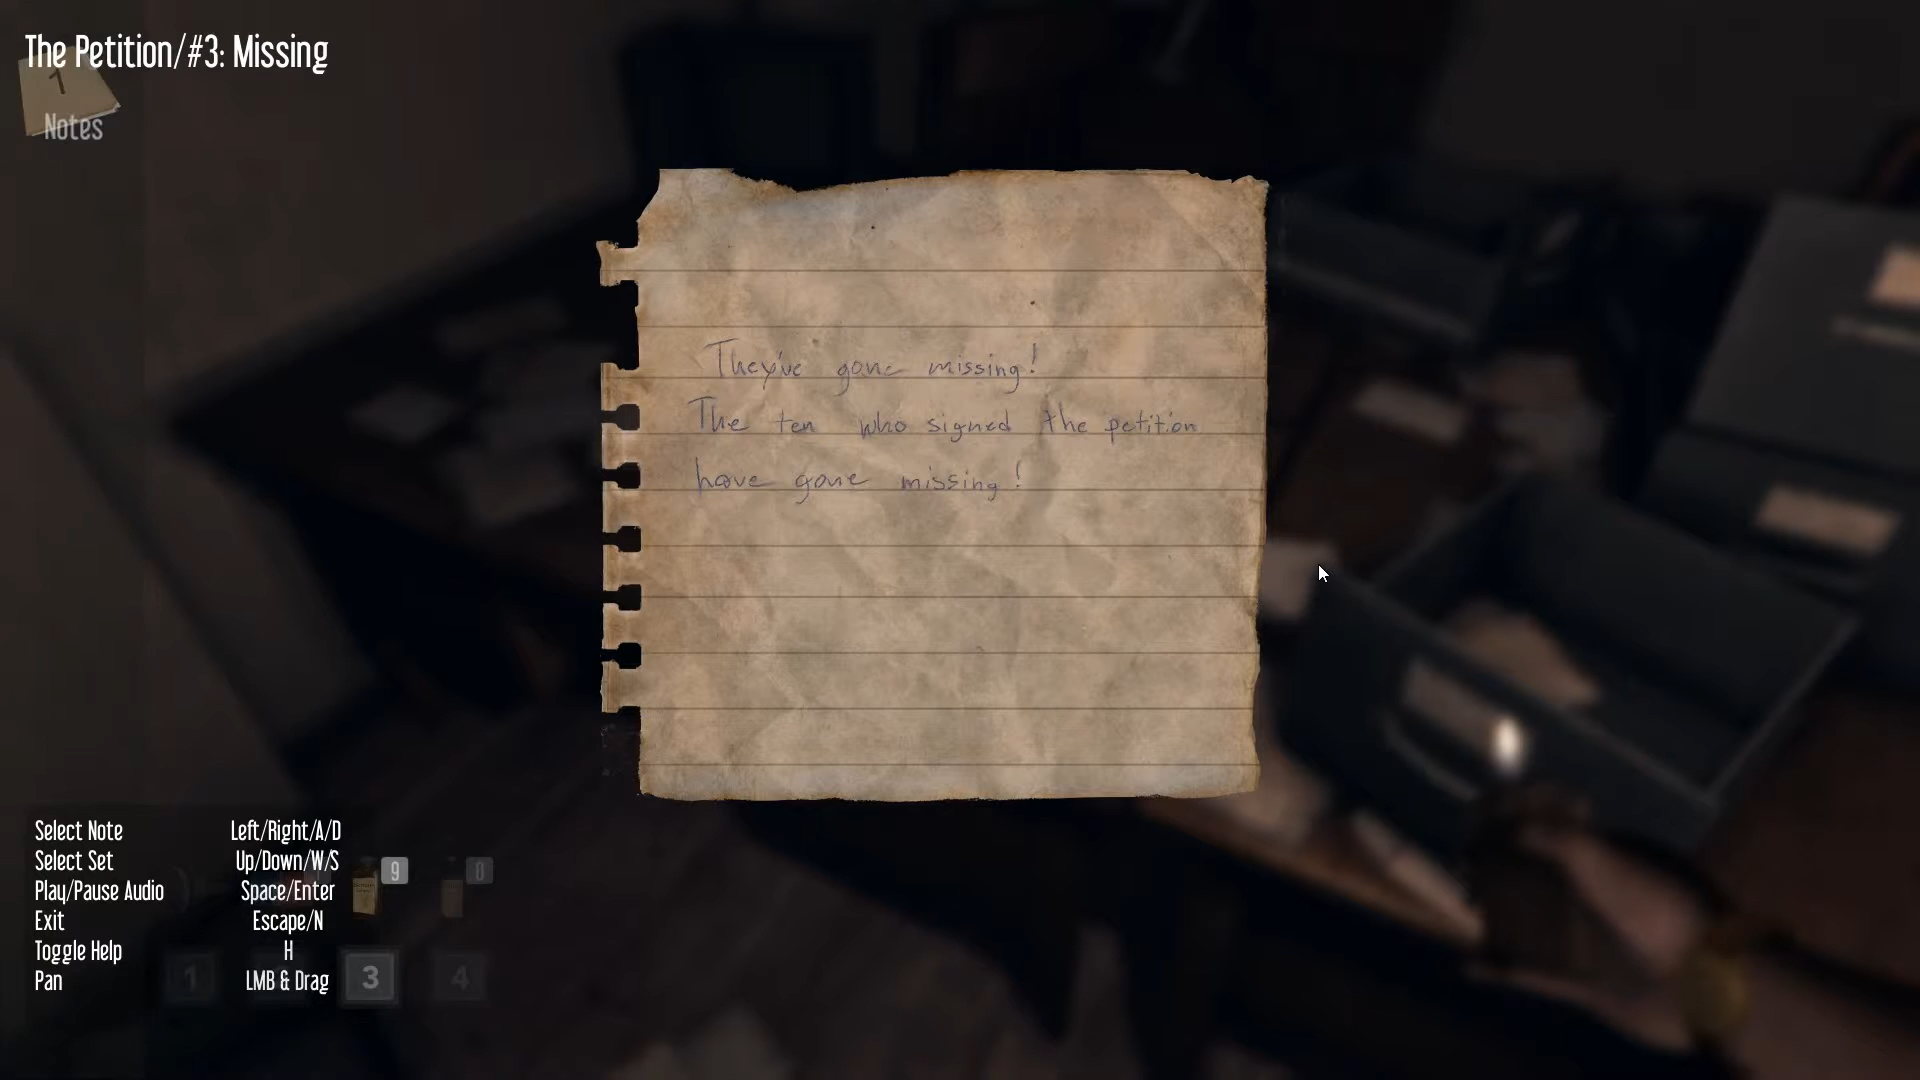 The Petition/#3: Missing
1
Notes
They've gone missing!
The ten who signed the petition
have gone missing!
Select Note Left/Right/A/D
Select Set Up/Down/W/S
Play/Pause Audio Space/Enter
Exit Escape/N
Toggle Help H
Pan LMB & Drag
9
0
1
3
4